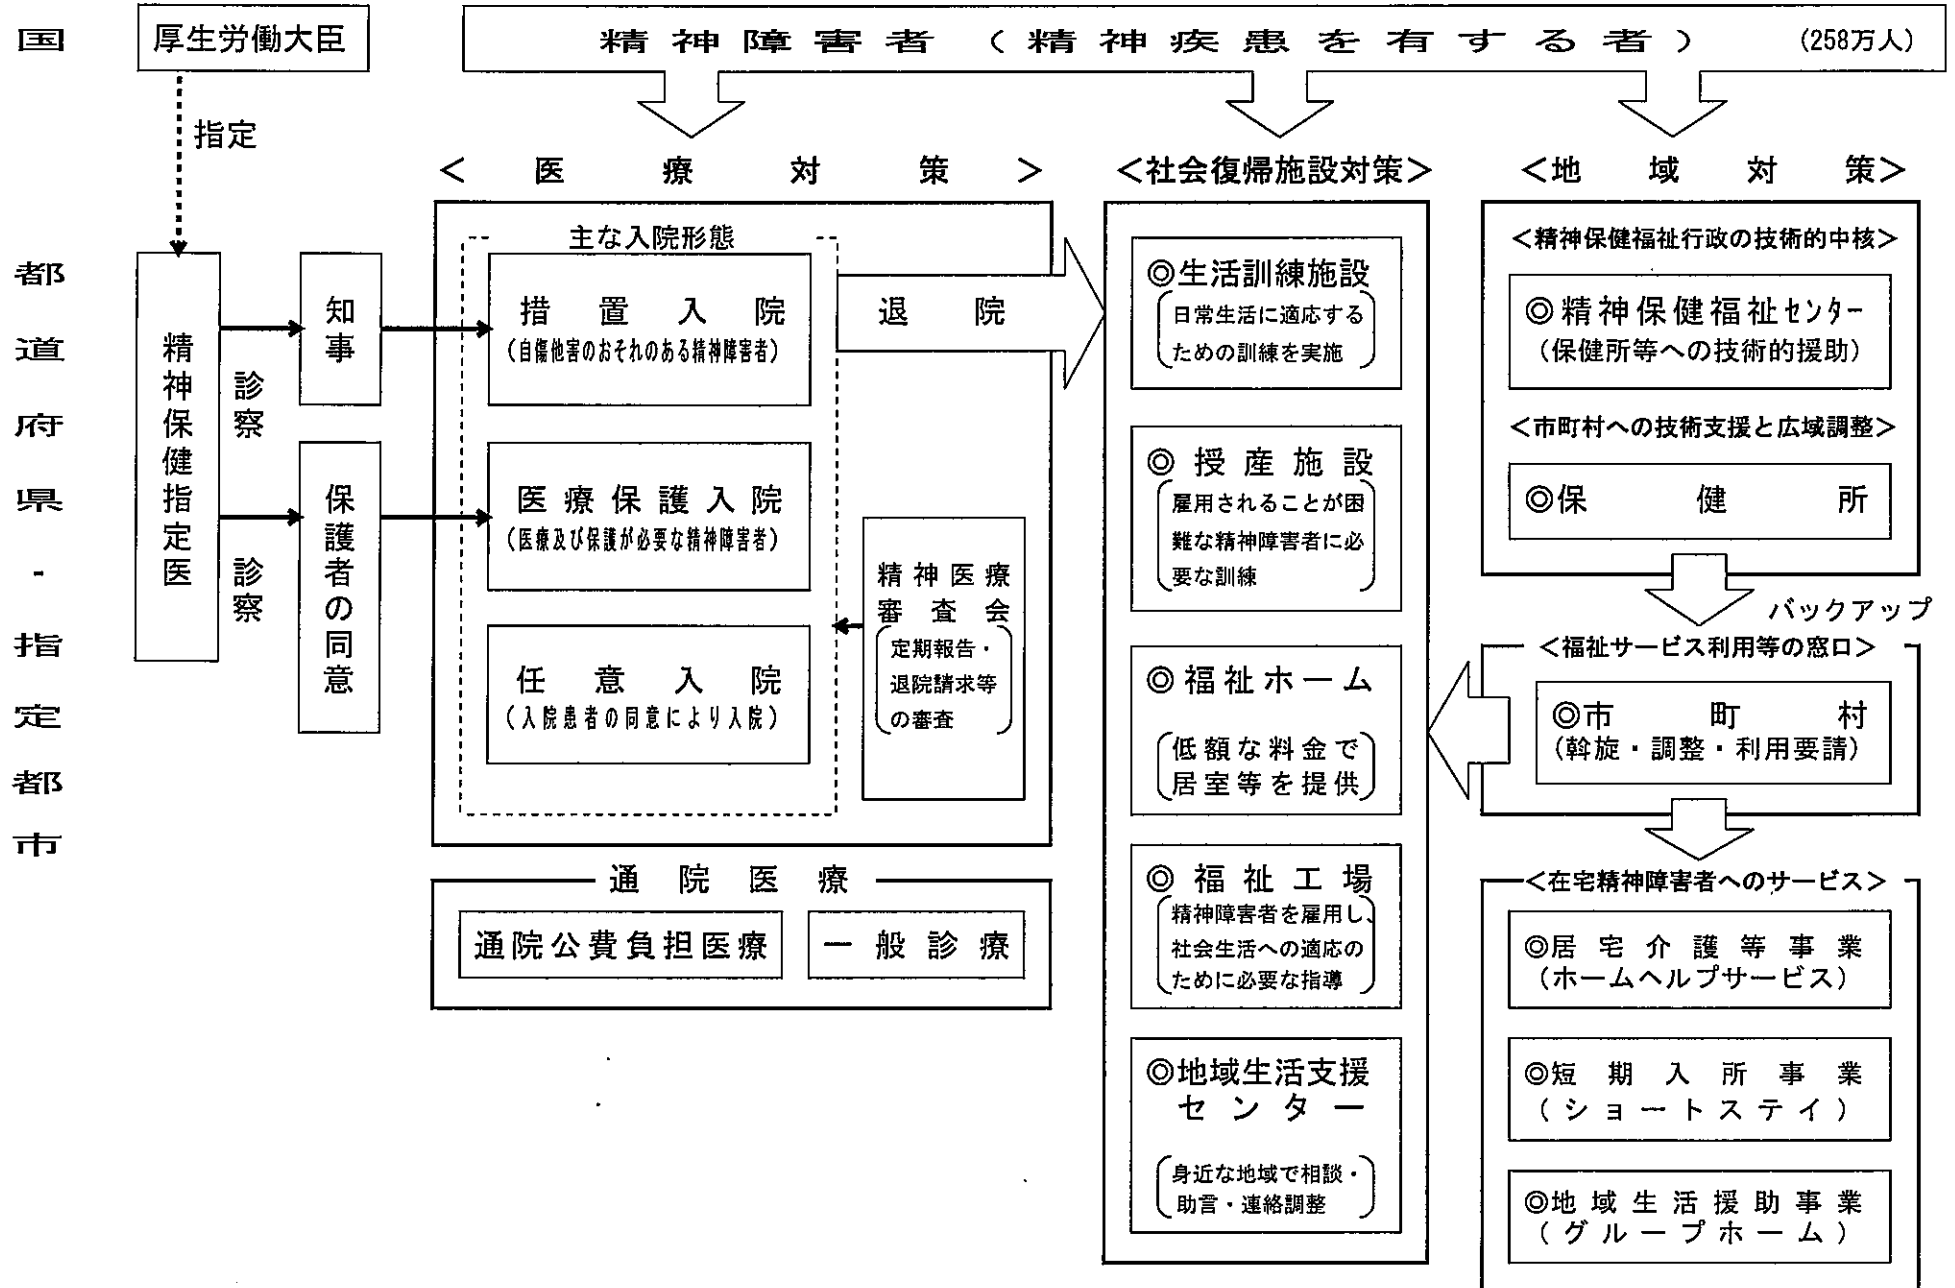 国
厚生労働大臣
精神障害者(精神疾患を有する者) (258万人)
指定
都道府県・指定都市
精神保健指定医
診察
診察
知事
保護者の同意
<医療対策>
主な入院形態
措置入院
(自傷他害のおそれのある精神障害者)
医療保護入院
(医療及び保護が必要な精神障害者)
任意入院
(入院患者の同意により入院)
退院
精神医療
審査会
定期報告・
退院請求等
の審査
通院医療
通院公費負担医療
一般診療
<社会復帰施設対策>
◎生活訓練施設
日常生活に適応する
ための訓練を実施
◎授産施設
雇用されることが困
難な精神障害者に必
要な訓練
◎福祉ホーム
低額な料金で
居室等を提供
◎福祉工場
精神障害者を雇用し、
社会生活への適応の
ために必要な指導
◎地域生活支援
センター
身近な地域で相談・
助言・連絡調整
<地域対策>
<精神保健福祉行政の技術的中核>
◎精神保健福祉センター
(保健所等への技術的援助)
<市町村への技術支援と広域調整>
◎保健所
バックアップ
<福祉サービス利用等の窓口>
◎市町村
(斡旋・調整・利用要請)
<在宅精神障害者へのサービス>
◎居宅介護等事業
(ホームヘルプサービス)
◎短期入所事業
(ショートステイ)
◎地域生活援助事業
(グループホーム)